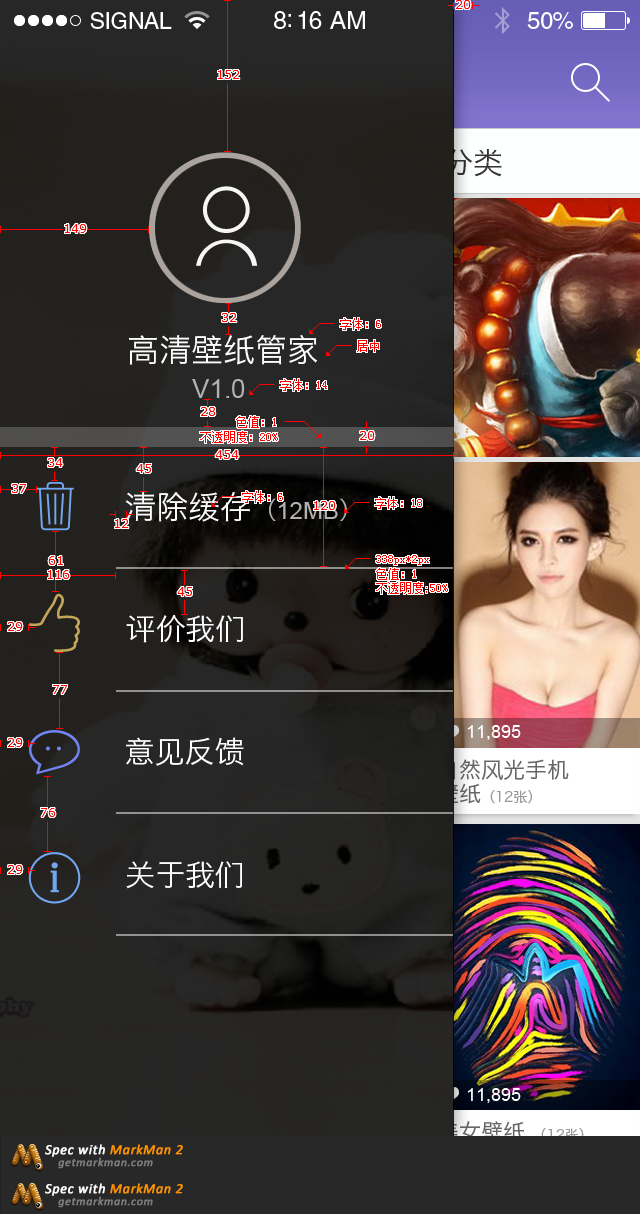 SIGNAL 8:16 AM 50%
20
152
分类
149
32
字体：6
高清壁纸管家
居中
V1.0
字体：14
28
色值：1
不透明度：20%
20
454
34
45
37
清除缓存（12MB）
字体：6
120
字体：18
12
61
116
338px*2px
色值：1
不透明度:50%
45
29
评价我们
77
11,895
29
意见反馈
然风光手机
壁纸（12张）
76
29
关于我们
11,895
女壁纸（12张）
Spec with MarkMan 2
getmarkman.com
Spec with MarkMan 2
getmarkman.com